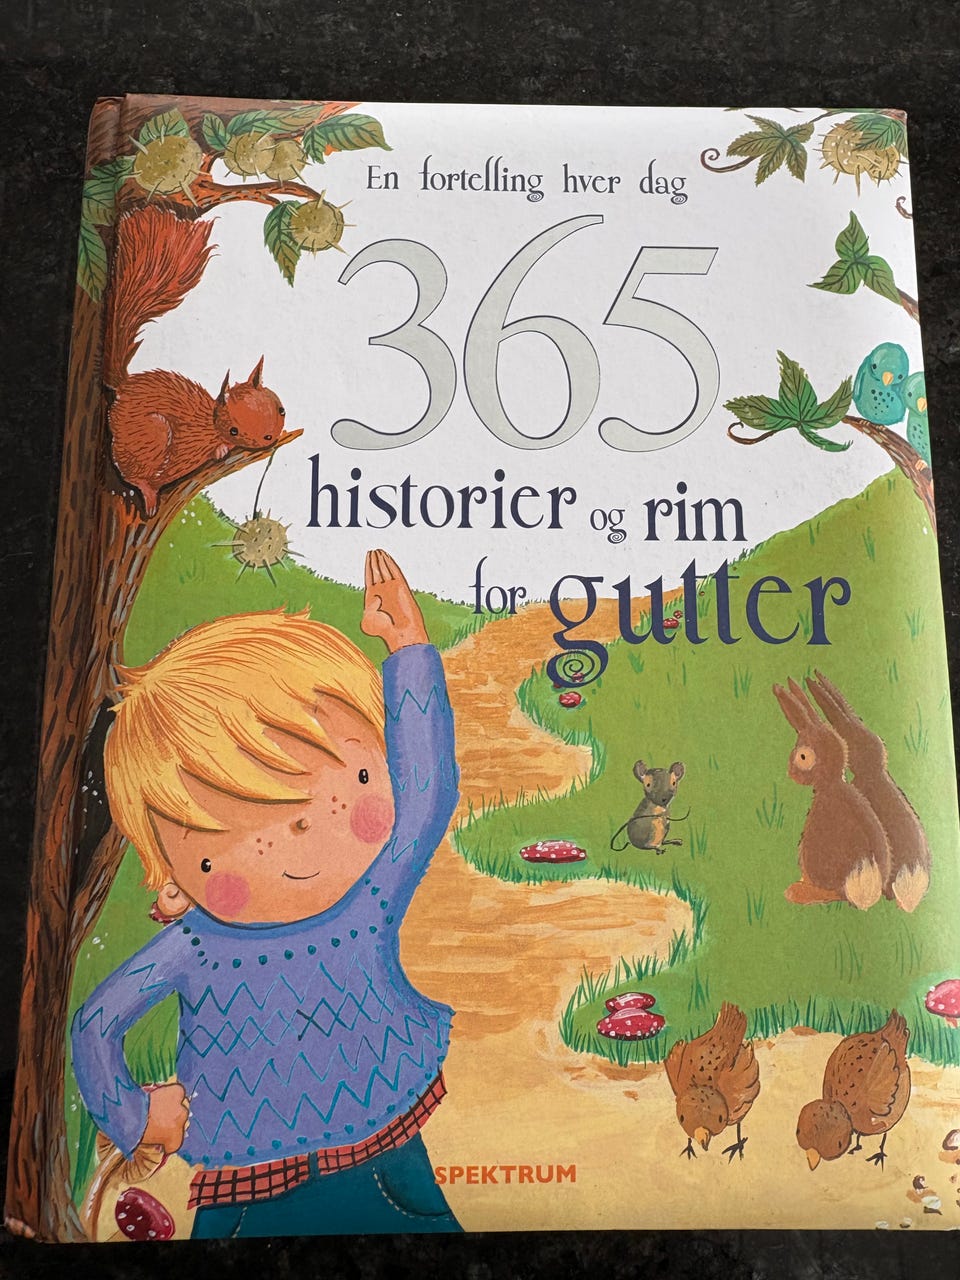 En fortelling hver dag
365
historier og rim
for gutter
SPEKTRUM